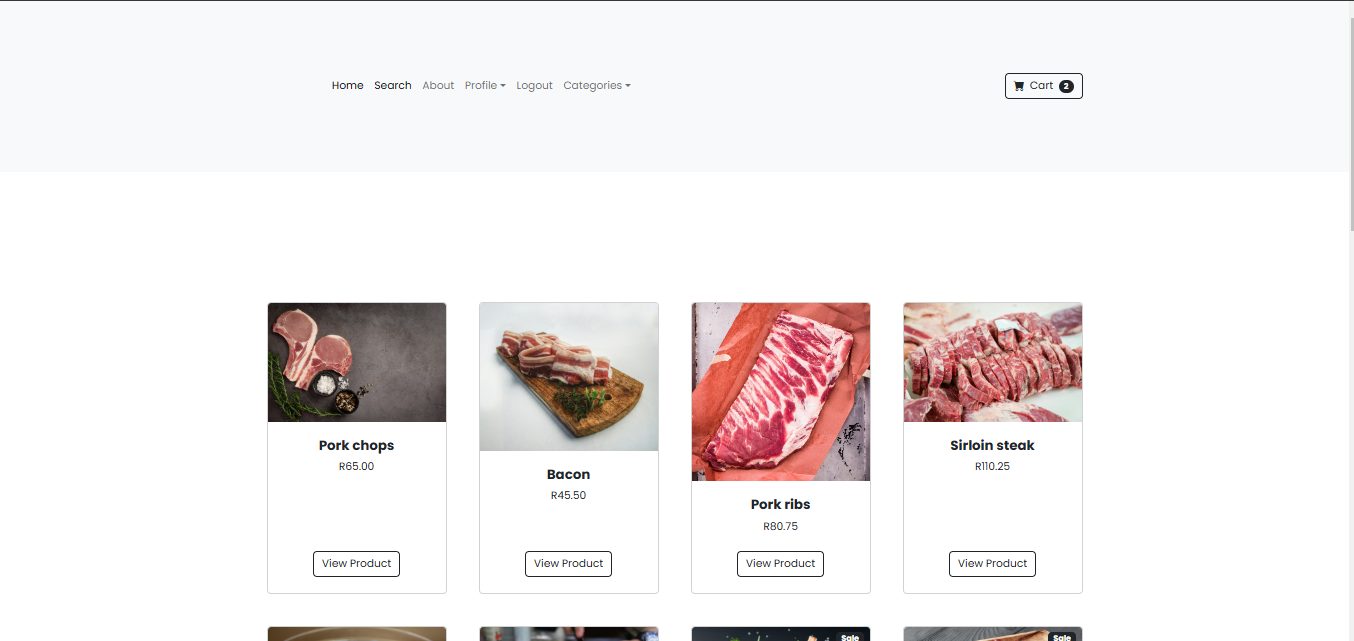 Home Search About Profile Logout Categories Cart 2
Pork chops
R65.00
View Product
Bacon
R45.50
View Product
Pork ribs
R80.75
View Product
Sirloin steak
R110.25
View Product
Sale
Sale